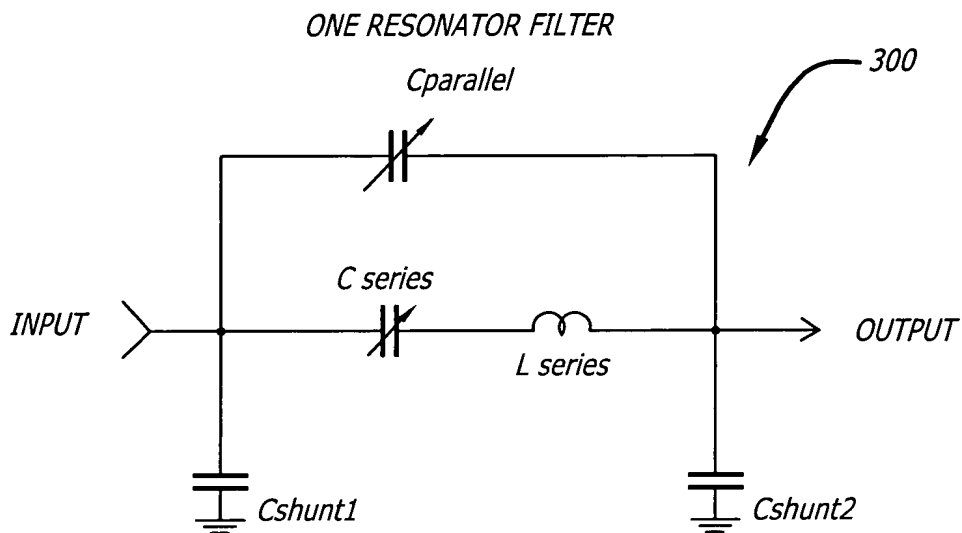 ONE RESONATOR FILTER
300
Cparallel
C series
INPUT
OUTPUT
L series
Cshunt1
Cshunt2